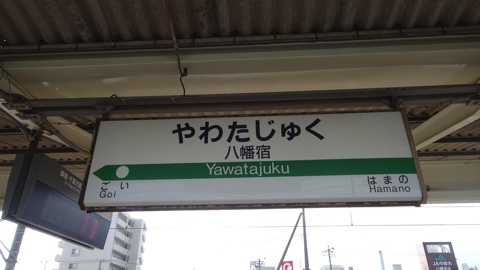 やわたじゅく
八幡宿
Yawatajuku
ごい
Goi
はまの
Hamano